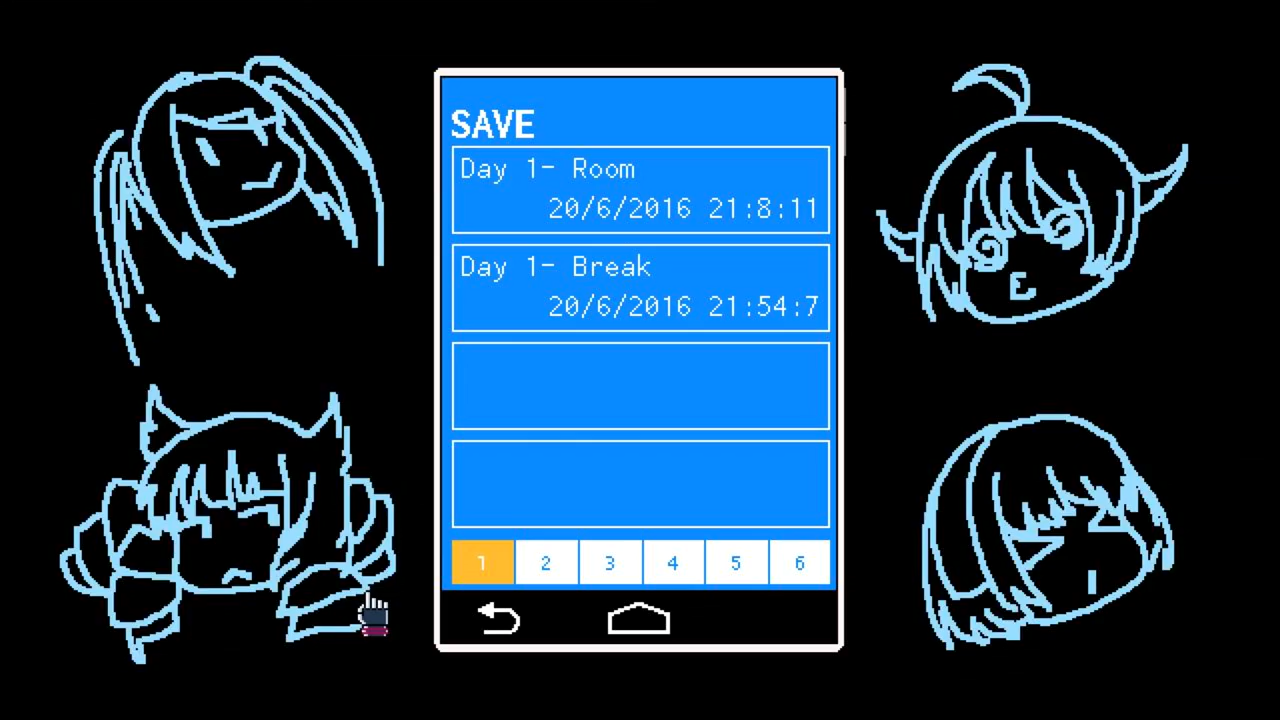 SAVE
Day 1- Room
20/6/2016 21:8:11
Day 1- Break
20/6/2016 21:54:7
1 2 3 4 5 6